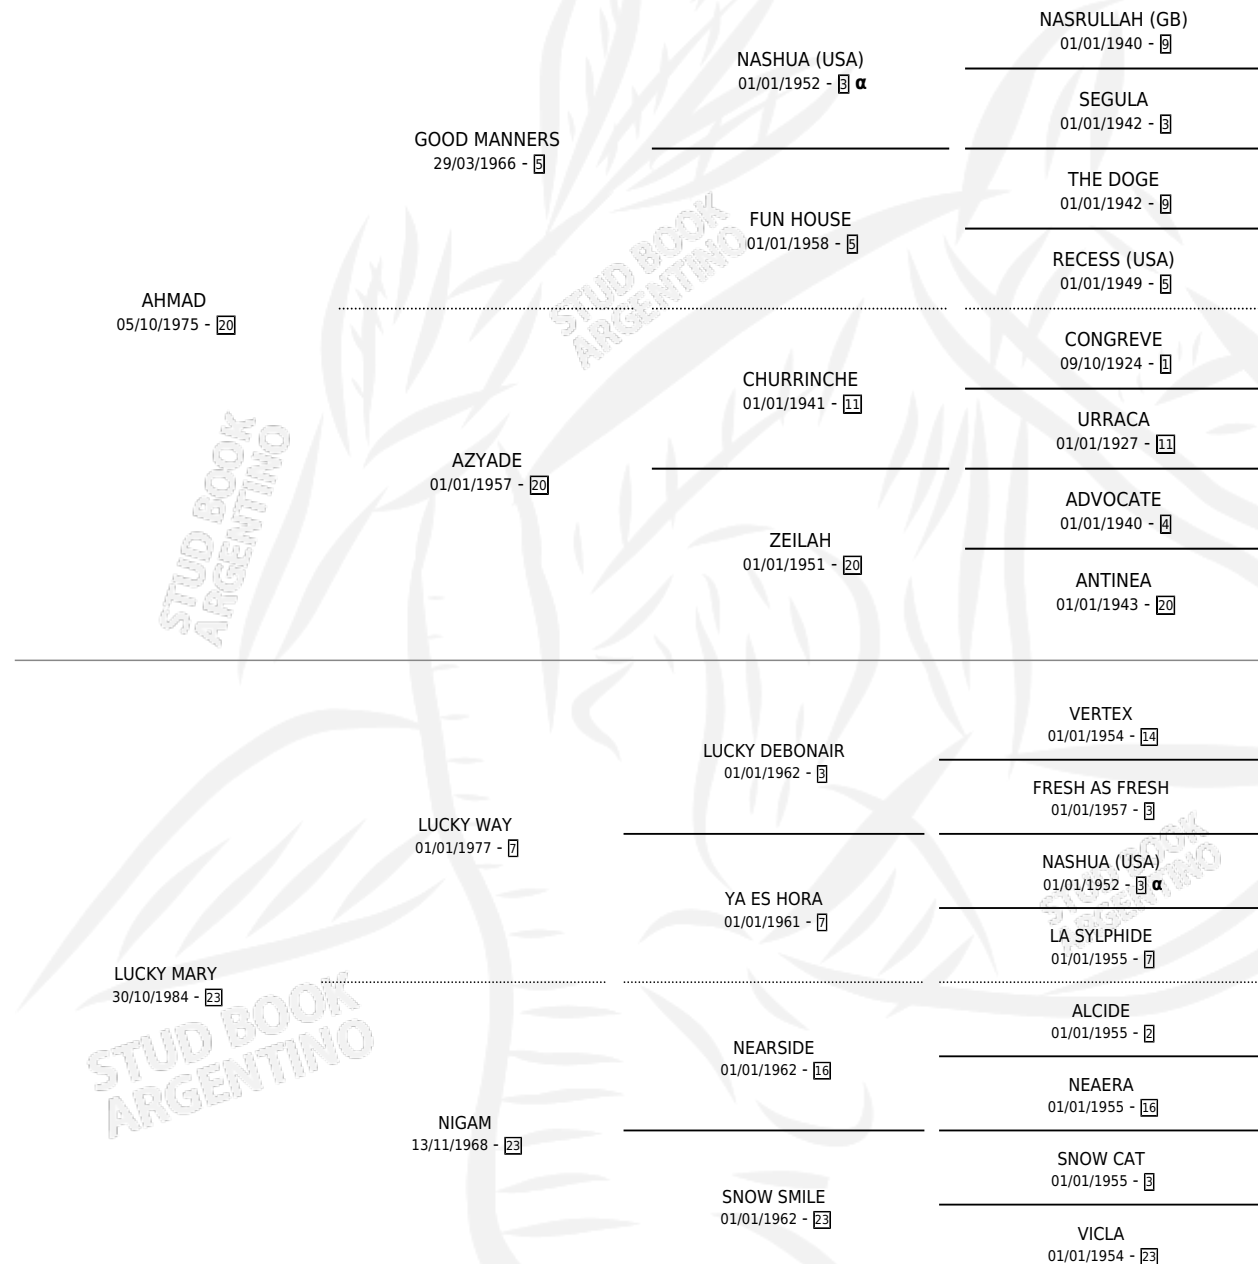 NASRULLAH (GB)
01/01/1940 - 9
NASHUA (USA)
01/01/1952 - 3 α
SEGULA
01/01/1942 - 3
GOOD MANNERS
29/03/1966 - 5
THE DOGE
01/01/1942 - 9
FUN HOUSE
01/01/1958 - 5
RECESS (USA)
01/01/1949 - 5
AHMAD
05/10/1975 - 20
CONGREVE
09/10/1924 - 1
CHURRINCHE
01/01/1941 - 11
URRACA
01/01/1927 - 11
AZYADE
01/01/1957 - 20
ADVOCATE
01/01/1940 - 4
ZEILAH
01/01/1951 - 20
ANTINEA
01/01/1943 - 20
VERTEX
01/01/1954 - 14
LUCKY DEBONAIR
01/01/1962 - 3
FRESH AS FRESH
01/01/1957 - 3
LUCKY WAY
01/01/1977 - 7
NASHUA (USA)
01/01/1952 - 3 α
YA ES HORA
01/01/1961 - 7
LA SYLPHIDE
01/01/1955 - 7
LUCKY MARY
30/10/1984 - 23
ALCIDE
01/01/1955 - 2
NEARSIDE
01/01/1962 - 16
NEAERA
01/01/1955 - 16
NIGAM
13/11/1968 - 23
SNOW CAT
01/01/1955 - 3
SNOW SMILE
01/01/1962 - 23
VICLA
01/01/1954 - 23
STUD BOOK
ARGENTINO
STUD BOOK
ARGENTINO
STUD BOOK
ARGENTINO
STUD BOOK
ARGENTINO